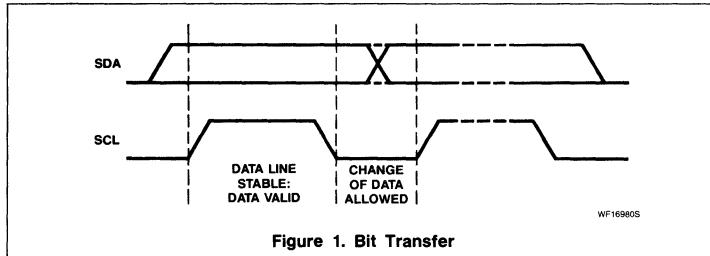 SDA
SCL
DATA LINE
STABLE:
DATA VALID
CHANGE
OF DATA
ALLOWED
WF16980S
Figure 1. Bit Transfer